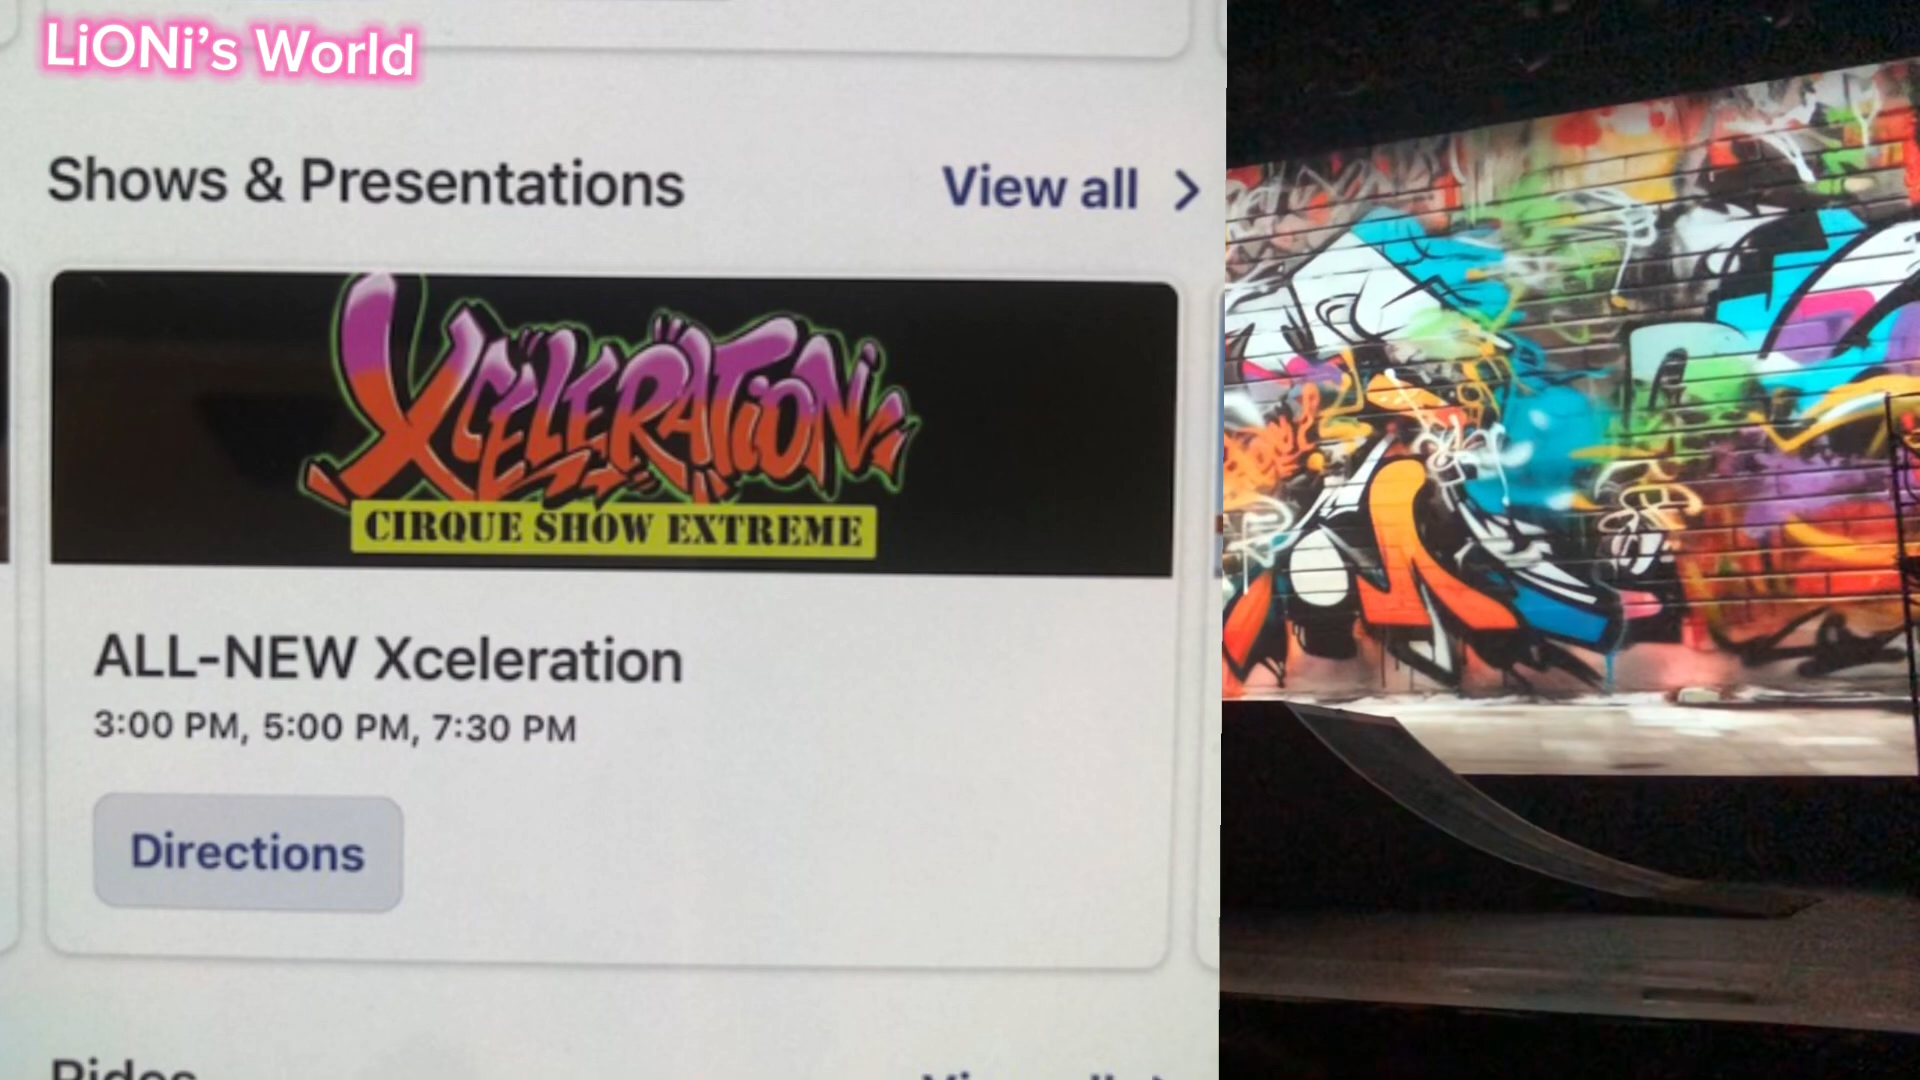 LiONi's World
Shows & Presentations
View all >
XCELERATION
CIRQUE SHOW EXTREME
ALL-NEW Xceleration
3:00 PM, 5:00 PM, 7:30 PM
Directions
Rides